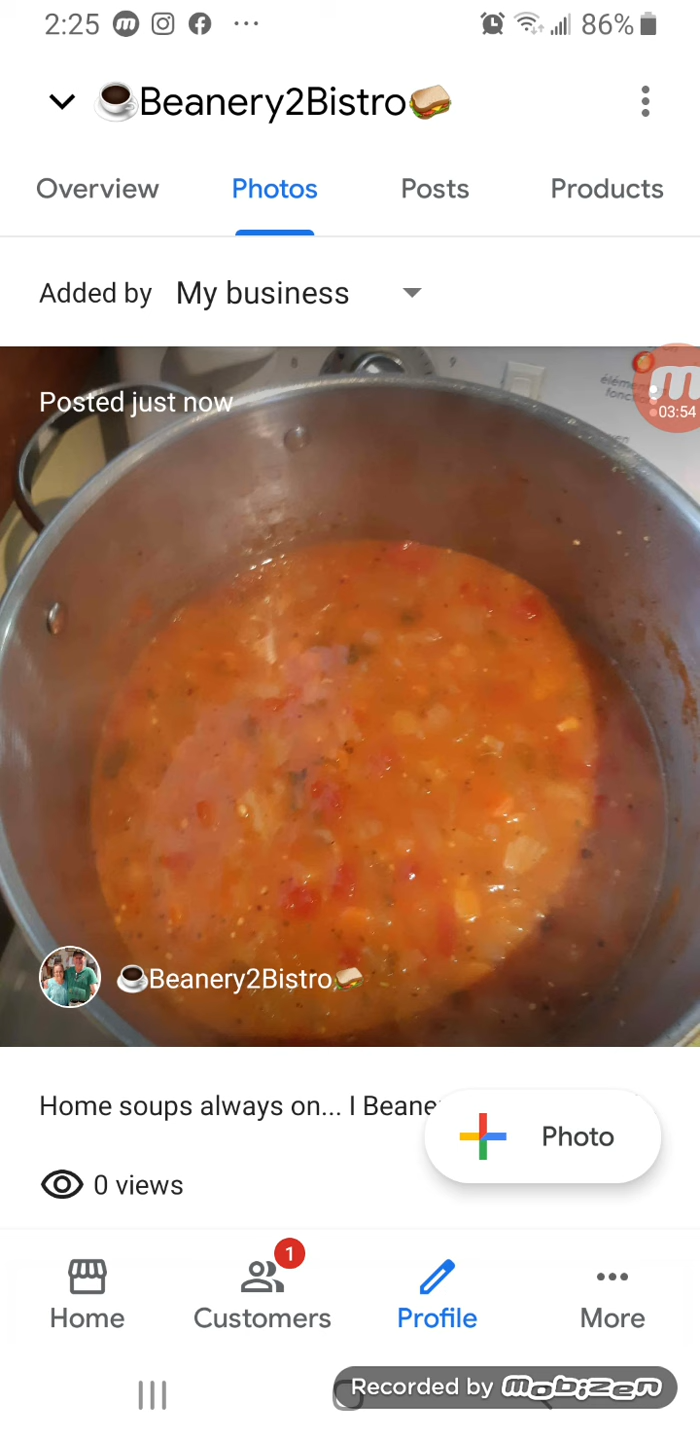 2:25 86%
☕Beanery2Bistro🥪
Overview Photos Posts Products
Added by My business
Posted just now
03:54
☕Beanery2Bistro🥪
Home soups always on... I Beane
Photo
0 views
1
Home Customers Profile More
Recorded by mobizen